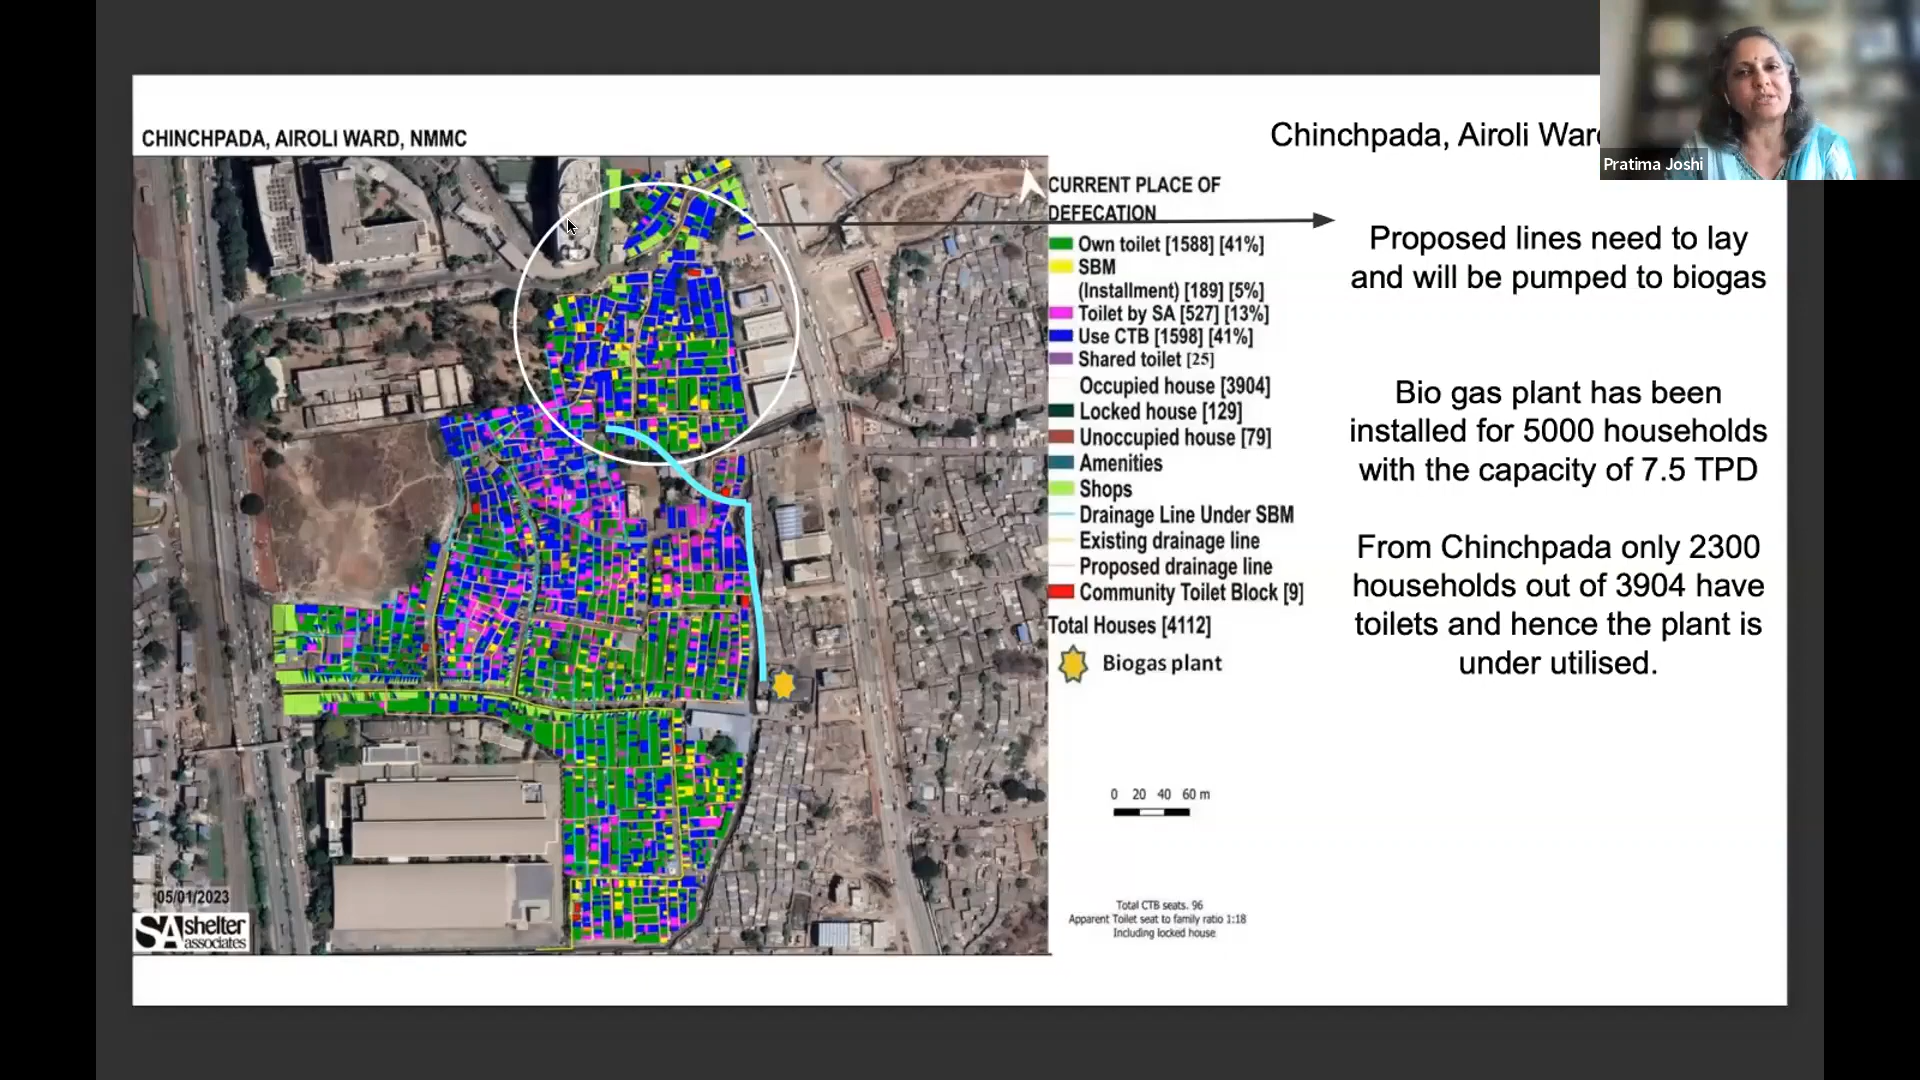 CHINCHPADA, AIROLI WARD, NMMC
Chinchpada, Airoli Ward
Pratima Joshi
CURRENT PLACE OF
DEFECATION
Own toilet [1588] [41%]
SBM
(Installment) [189] [5%]
Toilet by SA [527] [13%]
Use CTB [1598] [41%]
Shared toilet [25]
Occupied house [3904]
Locked house [129]
Unoccupied house [79]
Amenities
Shops
Drainage Line Under SBM
Existing drainage line
Proposed drainage line
Community Toilet Block [9]
Total Houses [4112]
Biogas plant
0 20 40 60 m
Total CTB seats. 96
Apparent Toilet seat to family ratio 1:18
Including locked house
Proposed lines need to lay
and will be pumped to biogas
Bio gas plant has been
installed for 5000 households
with the capacity of 7.5 TPD
From Chinchpada only 2300
households out of 3904 have
toilets and hence the plant is
under utilised.
05/01/2023
SA shelter
associates